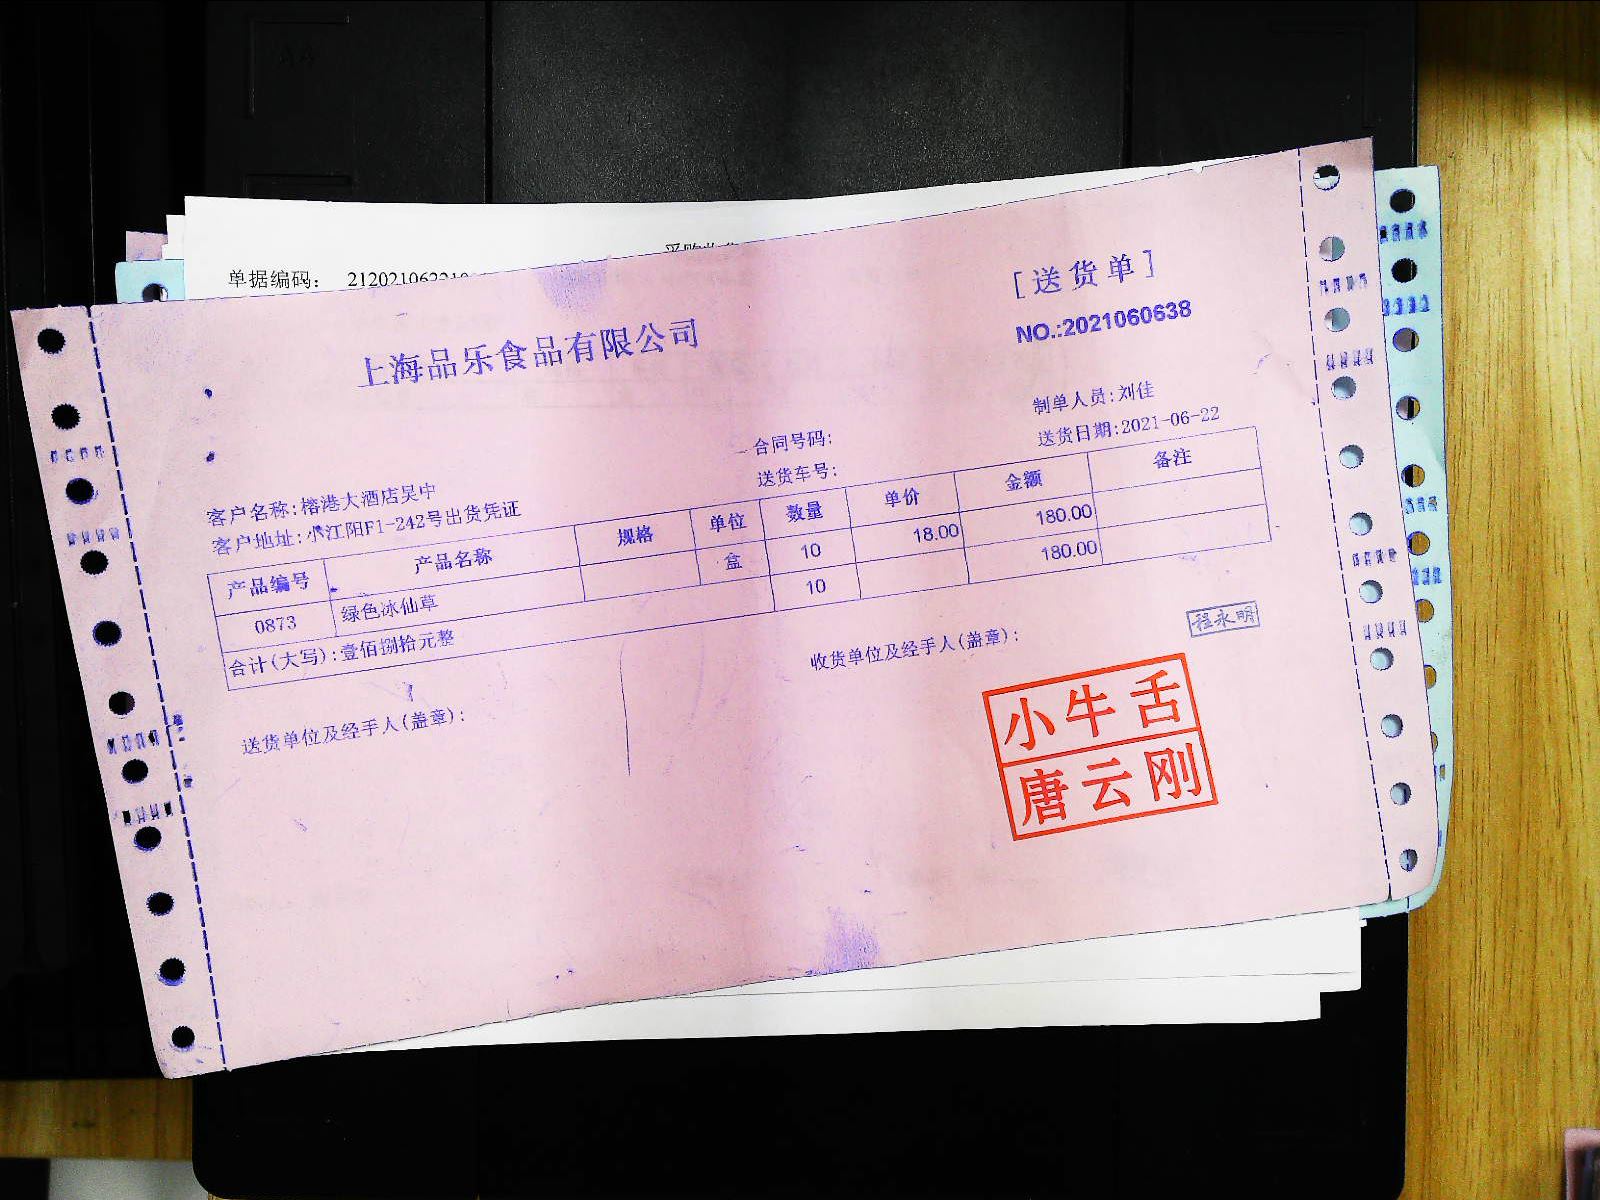 单据编码：
上海品乐食品有限公司
[送货单]
NO.:2021060638
制单人员:刘佳
合同号码:
送货日期:2021-06-22
送货车号:
客户名称:榕港大酒店吴中
客户地址:小江阳F1-242号出货凭证
产品编号 产品名称 规格 单位 数量 单价 金额 备注
0873 绿色冰仙草 盒 10 18.00 180.00
合计(大写):壹佰捌拾元整 10 180.00
送货单位及经手人(盖章):
收货单位及经手人(盖章):
程永明
小牛舌
唐云刚